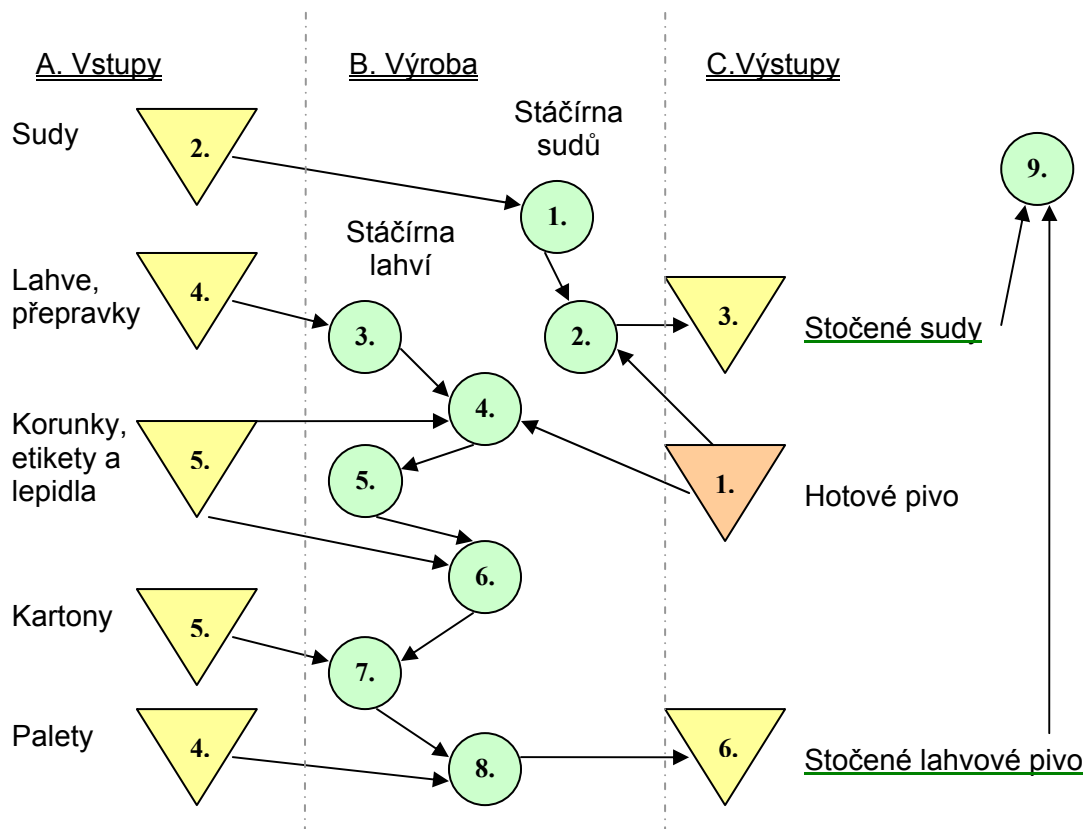 A. Vstupy
B. Výroba
C.Výstupy
Sudy
2.
Stáčírna
sudů
1.
9.
Stáčírna
lahví
Lahve,
přepravky
4.
3.
2.
3.
Stočené sudy
Korunky,
etikety a
lepidla
5.
4.
5.
1.
Hotové pivo
6.
Kartony
5.
7.
Palety
4.
8.
6.
Stočené lahvové pivo